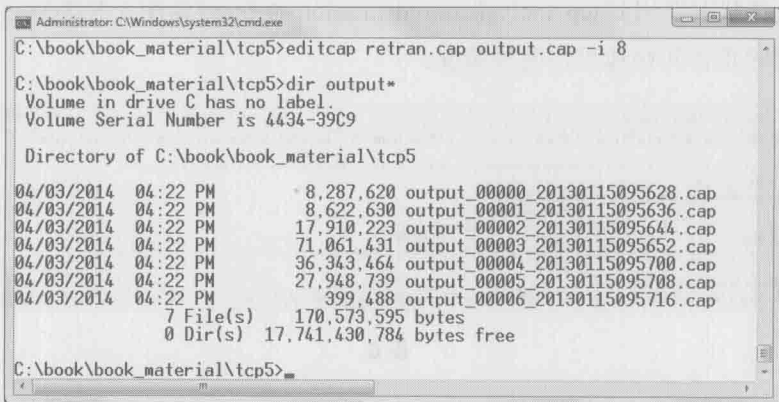 Administrator: C:\Windows\system32\cmd.exe
C:\book\book_material\tcp5>editcap retran.cap output.cap -i 8
C:\book\book_material\tcp5>dir output*
Volume in drive C has no label.
Volume Serial Number is 4434-39C9
Directory of C:\book\book_material\tcp5
04/03/2014 04:22 PM 8,287,620 output_00000_20130115095628.cap
04/03/2014 04:22 PM 8,622,630 output_00001_20130115095636.cap
04/03/2014 04:22 PM 17,910,223 output_00002_20130115095644.cap
04/03/2014 04:22 PM 71,061,431 output_00003_20130115095652.cap
04/03/2014 04:22 PM 36,343,464 output_00004_20130115095700.cap
04/03/2014 04:22 PM 27,948,739 output_00005_20130115095708.cap
04/03/2014 04:22 PM 399,488 output_00006_20130115095716.cap
7 File(s) 170,573,595 bytes
0 Dir(s) 17,741,430,784 bytes free
C:\book\book_material\tcp5>